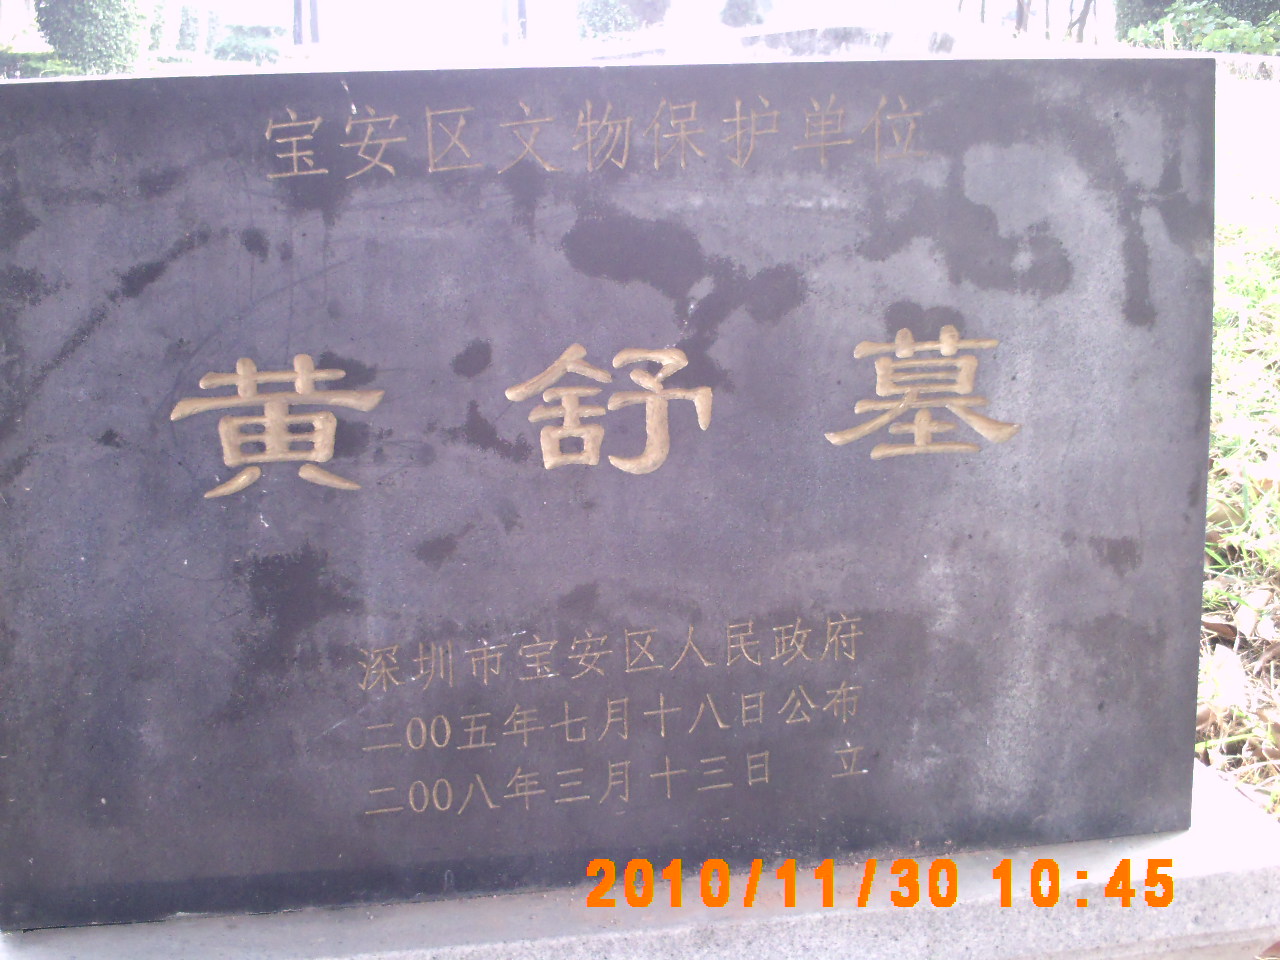 宝安区文物保护单位
黄舒墓
深圳市宝安区人民政府
二00五年七月十八日公布
二00八年三月十三日 立
2010/11/30 10:45